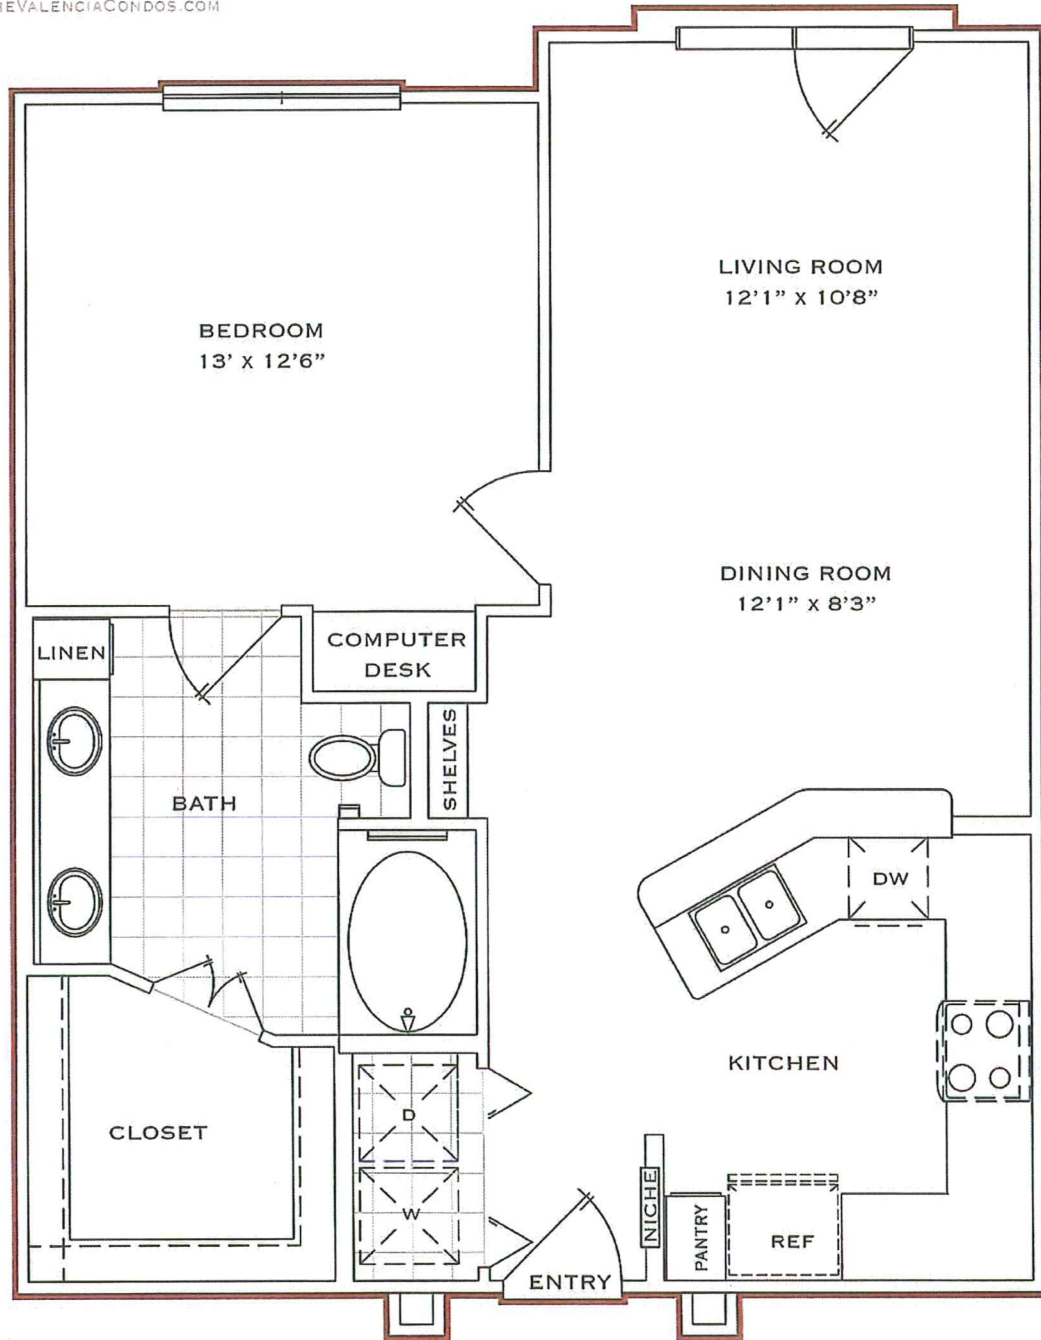 LIVING ROOM
12'1" X 10'8"
BEDROOM
13' X 12'6"
DINING ROOM
12'1" X 8'3"
LINEN
COMPUTER
DESK
SHELVES
BATH
DW
KITCHEN
D
CLOSET
W
NICHE
PANTRY
REF
ENTRY